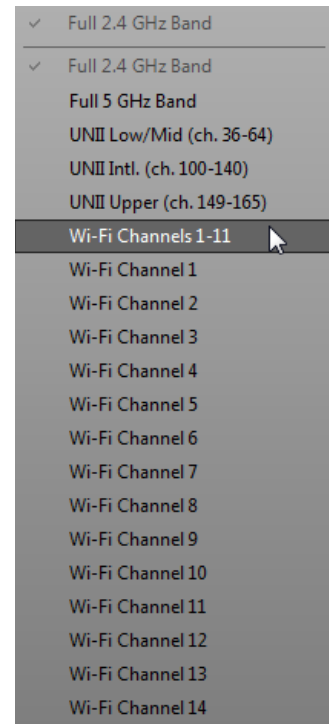 Full 2.4 GHz Band
Full 2.4 GHz Band
Full 5 GHz Band
UNII Low/Mid (ch. 36-64)
UNII Intl. (ch. 100-140)
UNII Upper (ch. 149-165)
Wi-Fi Channels 1-11
Wi-Fi Channel 1
Wi-Fi Channel 2
Wi-Fi Channel 3
Wi-Fi Channel 4
Wi-Fi Channel 5
Wi-Fi Channel 6
Wi-Fi Channel 7
Wi-Fi Channel 8
Wi-Fi Channel 9
Wi-Fi Channel 10
Wi-Fi Channel 11
Wi-Fi Channel 12
Wi-Fi Channel 13
Wi-Fi Channel 14